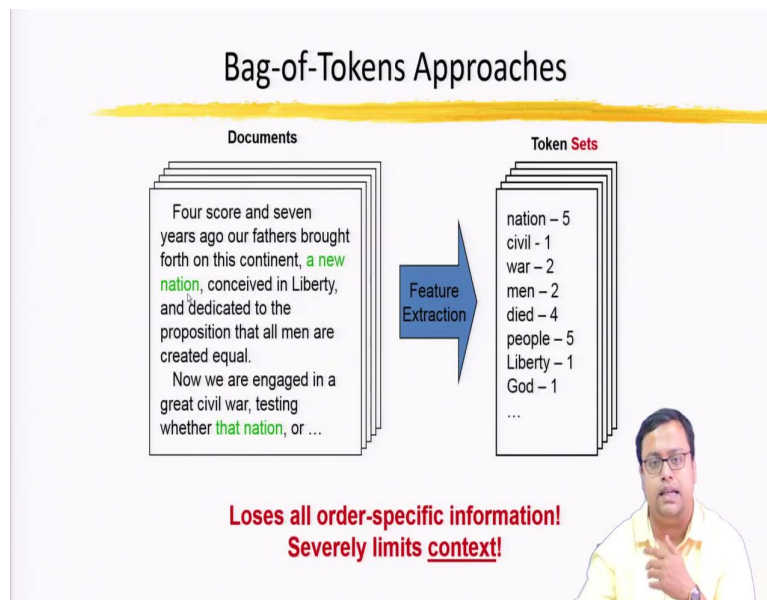 Bag-of-Tokens Approaches
Documents
Token Sets
Four score and seven
years ago our fathers brought
forth on this continent, a new
nation, conceived in Liberty,
and dedicated to the
proposition that all men are
created equal.
Now we are engaged in a
great civil war, testing
whether that nation, or …
Feature
Extraction
nation – 5
civil - 1
war – 2
men – 2
died – 4
people – 5
Liberty – 1
God – 1
…
Loses all order-specific information!
Severely limits context!